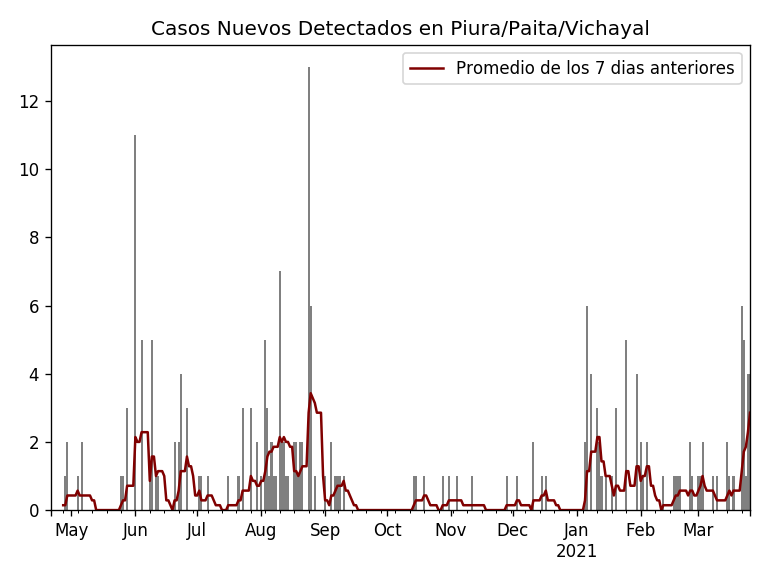 Casos Nuevos Detectados en Piura/Paita/Vichayal
Promedio de los 7 dias anteriores
12
10
8
6
4
2
0
May Jun Jul Aug Sep Oct Nov Dec Jan Feb Mar
2021